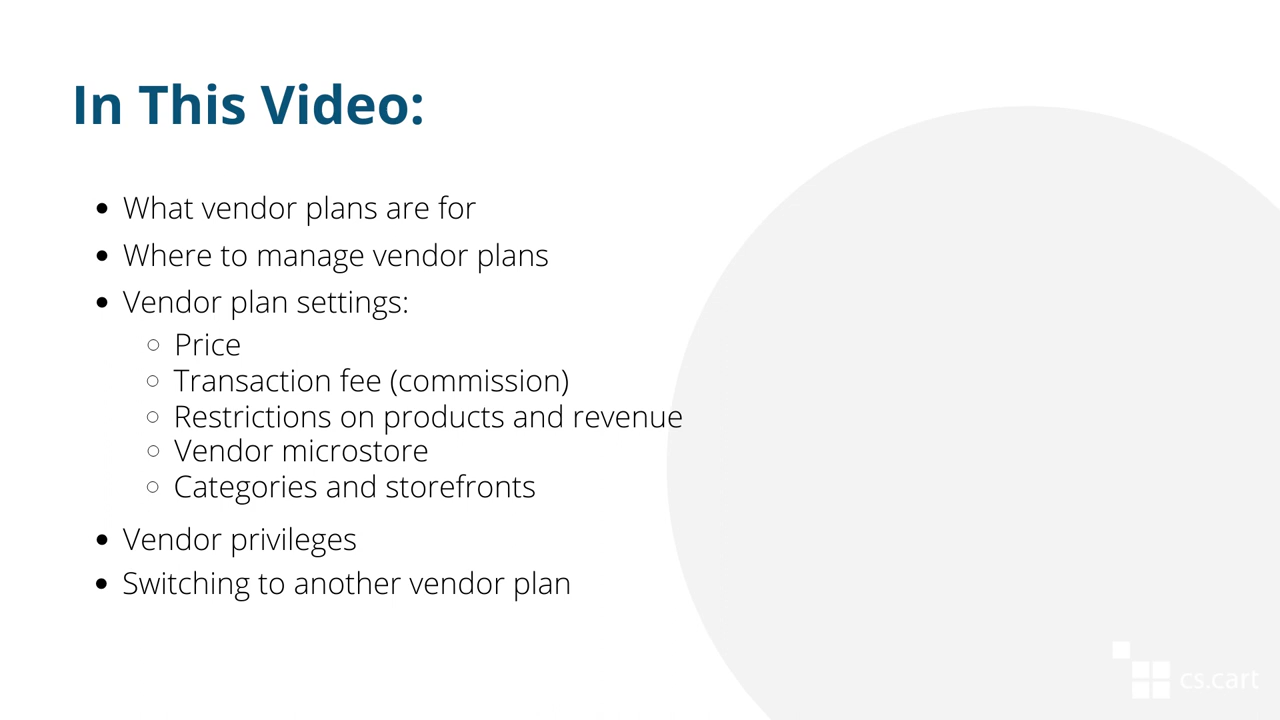 In This Video:
• What vendor plans are for
• Where to manage vendor plans
• Vendor plan settings:
○ Price
○ Transaction fee (commission)
○ Restrictions on products and revenue
○ Vendor microstore
○ Categories and storefronts
• Vendor privileges
• Switching to another vendor plan
cs.cart